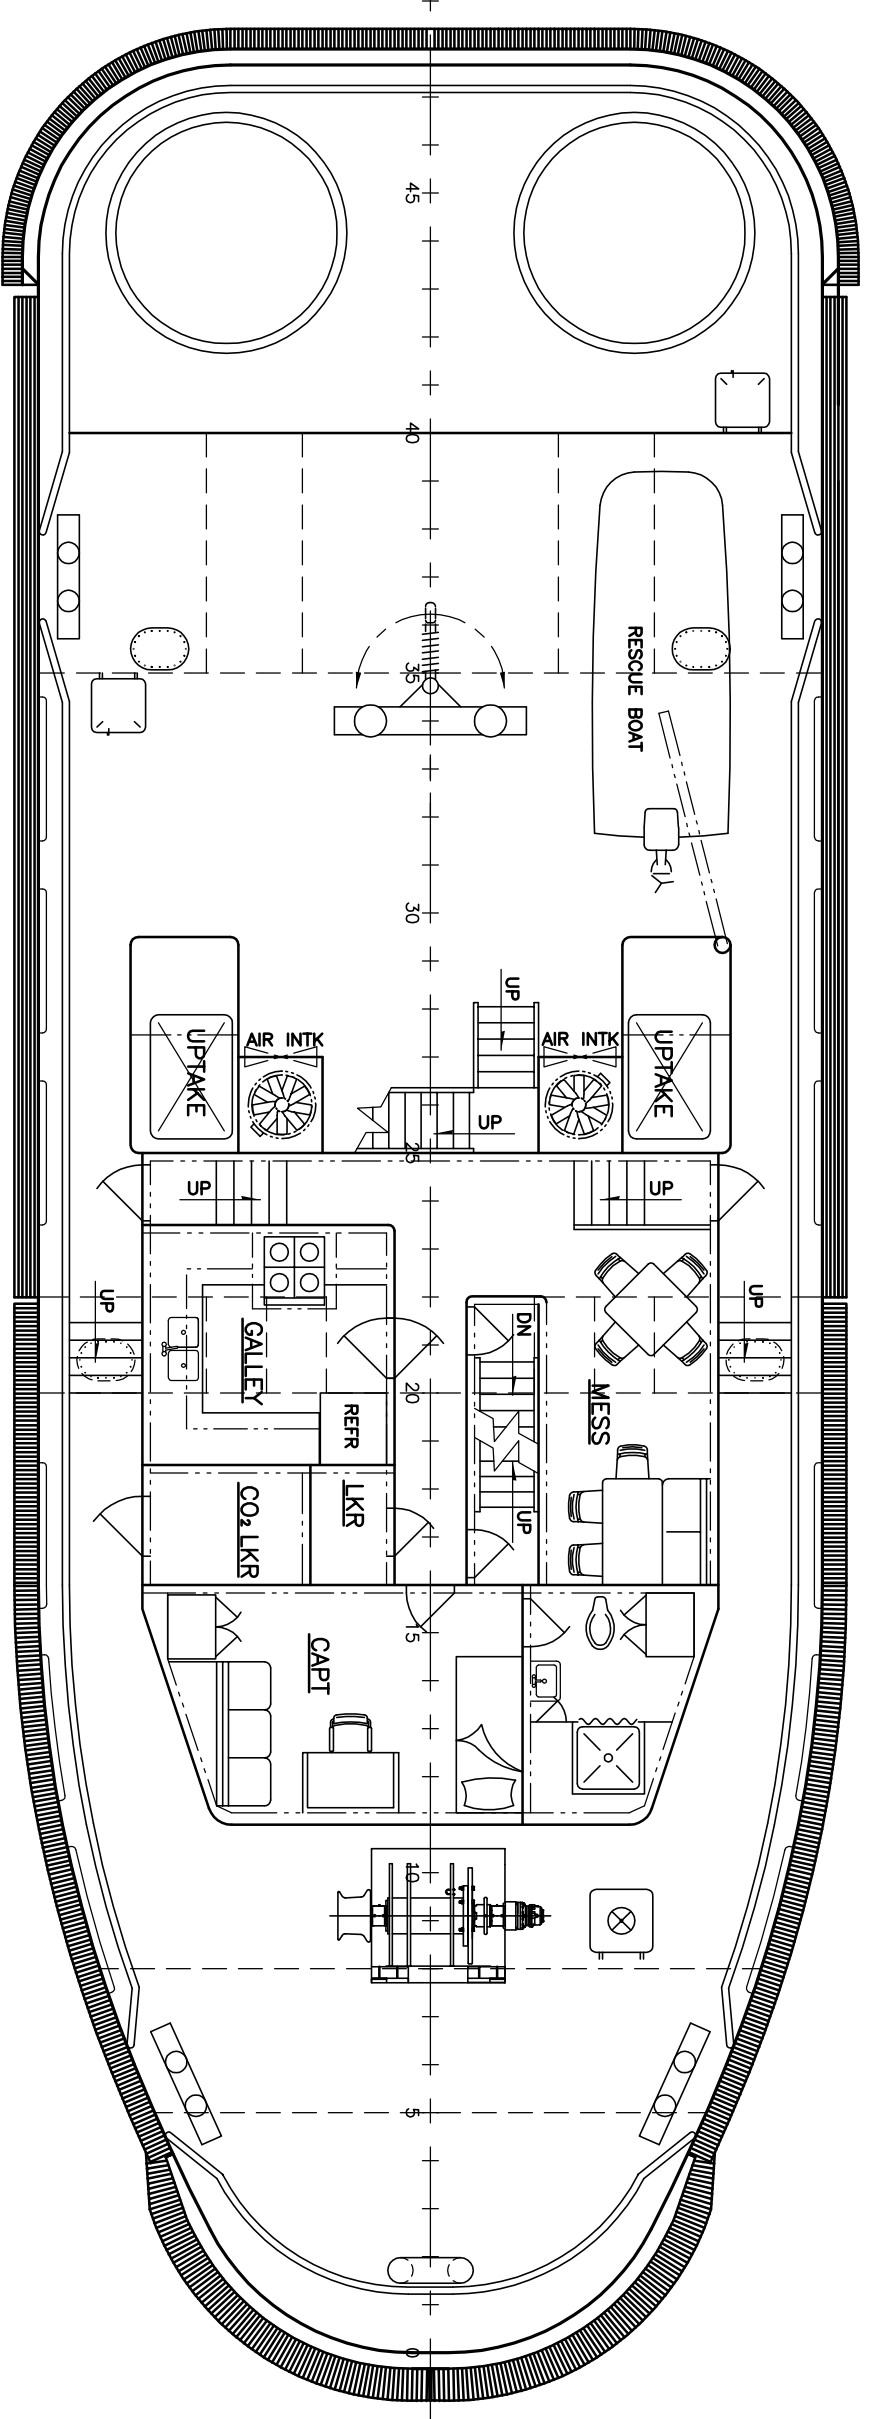 45
40
35
RESCUE BOAT
30
UP
AIR INTK
AIR INTK
UPTAKE
UPTAKE
UP
25
UP
UP
UP
UP
DN
GALLEY
20
MESS
REFR
LKR
CO₂ LKR
UP
15
CAPT
10
5
0